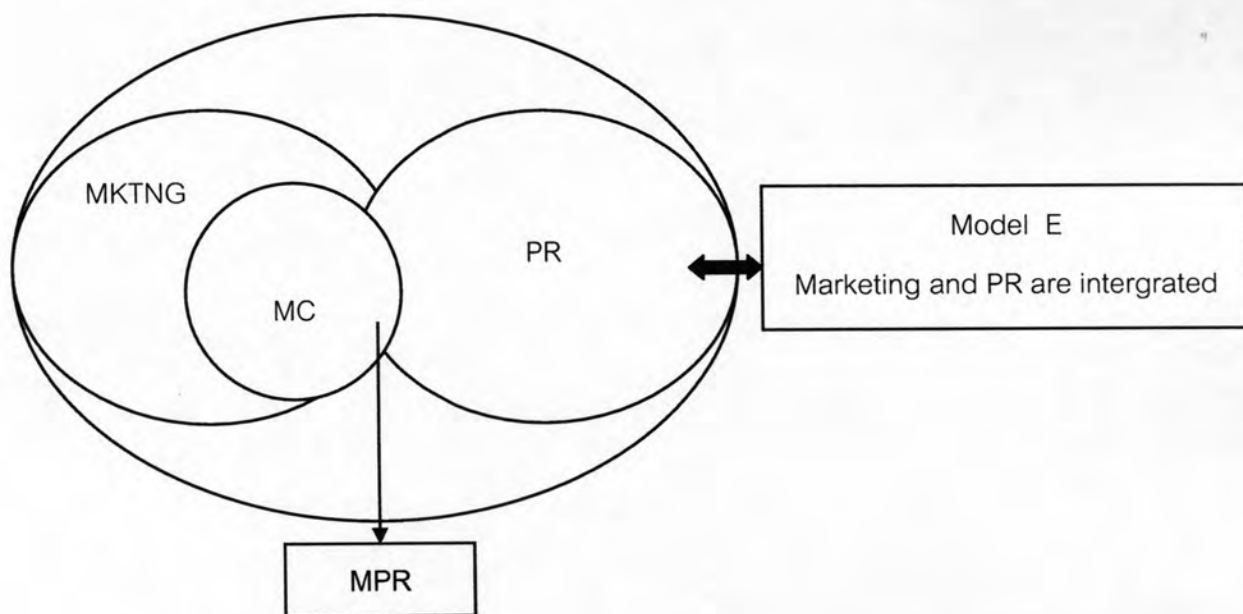 MKTNG
PR
MC
Model E
Marketing and PR are intergrated
MPR